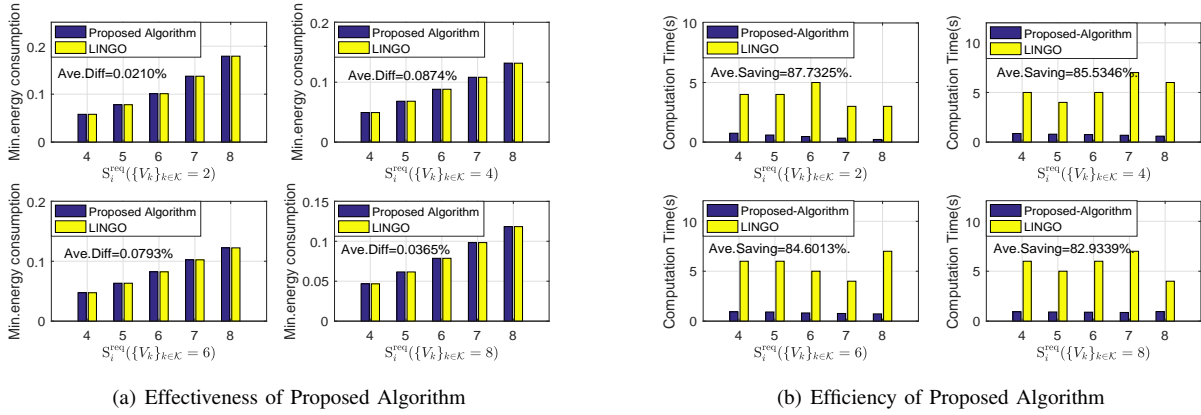 Min.energy consumption
0.2
0.1
0
Proposed Algorithm
LINGO
Ave.Diff=0.0210%
4 5 6 7 8
S_i^req({V_k}_{k∈K} = 2)
Min.energy consumption
0.2
0.1
0
Proposed Algorithm
LINGO
Ave.Diff=0.0874%
4 5 6 7 8
S_i^req({V_k}_{k∈K} = 4)
Min.energy consumption
0.2
0.1
0
Proposed Algorithm
LINGO
Ave.Diff=0.0793%
4 5 6 7 8
S_i^req({V_k}_{k∈K} = 6)
Min.energy consumption
0.15
0.1
0.05
0
Proposed Algorithm
LINGO
Ave.Diff=0.0365%
4 5 6 7 8
S_i^req({V_k}_{k∈K} = 8)
(a) Effectiveness of Proposed Algorithm
Computation Time(s)
10
5
0
Proposed-Algorithm
LINGO
Ave.Saving=87.7325%.
4 5 6 7 8
S_i^req({V_k}_{k∈K} = 2)
Computation Time(s)
10
5
0
Proposed-Algorithm
LINGO
Ave.Saving=85.5346%.
4 5 6 7 8
S_i^req({V_k}_{k∈K} = 4)
Computation Time(s)
10
5
0
Proposed-Algorithm
LINGO
Ave.Saving=84.6013%.
4 5 6 7 8
S_i^req({V_k}_{k∈K} = 6)
Computation Time(s)
10
5
0
Proposed-Algorithm
LINGO
Ave.Saving=82.9339%.
4 5 6 7 8
S_i^req({V_k}_{k∈K} = 8)
(b) Efficiency of Proposed Algorithm